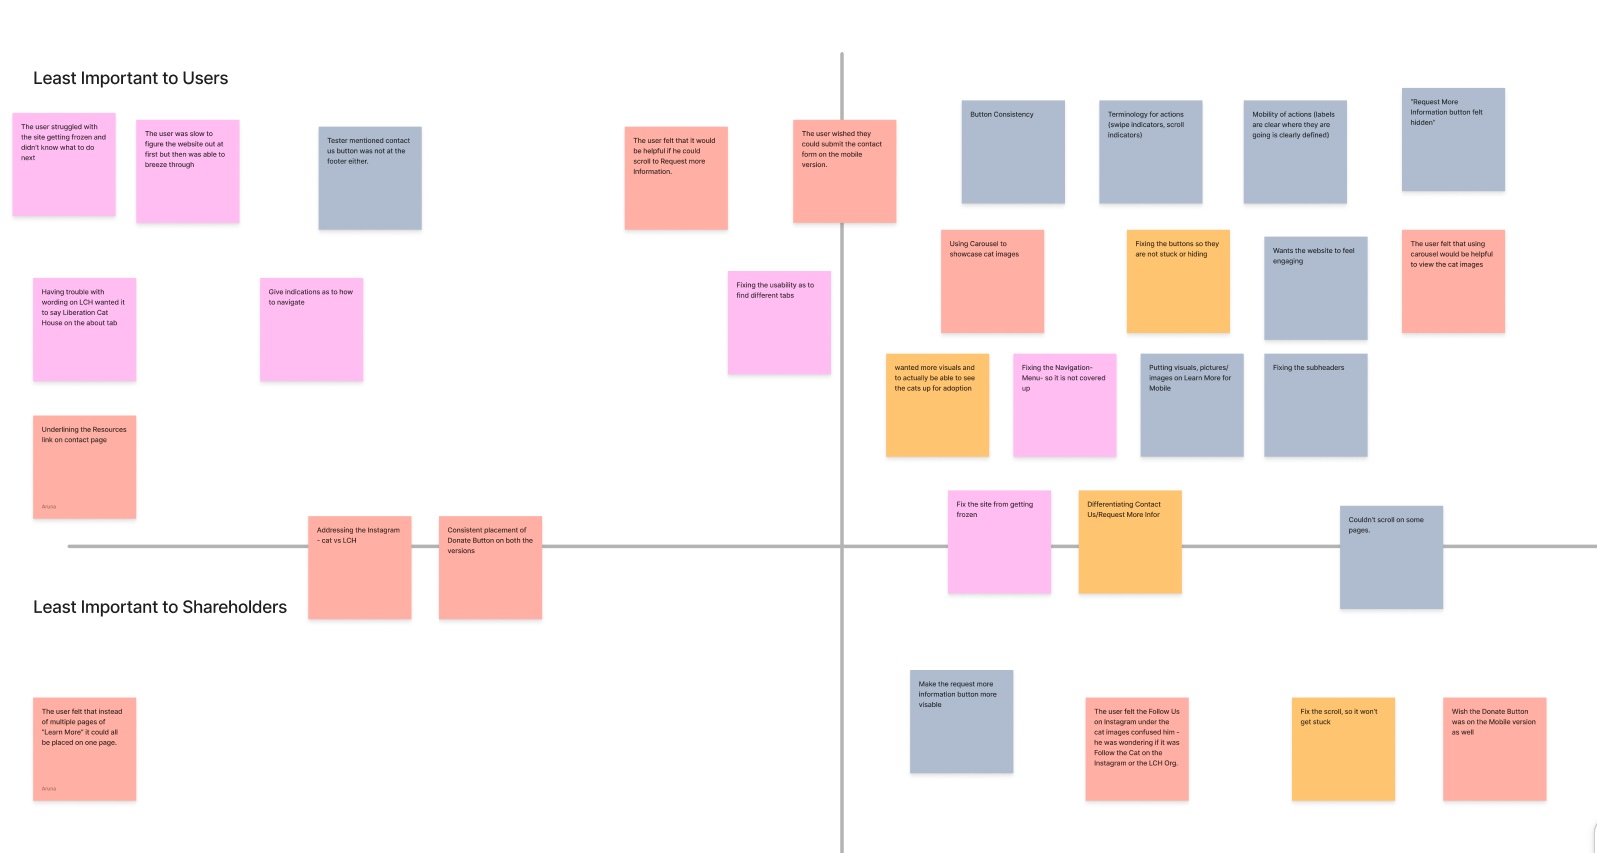 Least Important to Users
The user struggled with
the site getting frozen and
didn't know what to do
next
The user was slow to
figure the website out at
first but then was able to
breeze through
Tester mentioned contact
us button was not at the
footer either.
The user felt that it would
be helpful if he could
scroll to Request more
Information.
The user wished they
could submit the contact
form on the mobile
version.
Button Consistency
Terminology for actions
(swipe indicators, scroll
indicators)
Mobility of actions (labels
are clear where they are
going is clearly defined)
"Request More
Information button felt
hidden"
Using Carousel to
showcase cat images
Fixing the buttons so they
are not stuck or hiding
Wants the website to feel
engaging
The user felt that using
carousel would be helpful
to view the cat images
Having trouble with
wording on LCH wanted it
to say Liberation Cat
House on the about tab
Give indications as to how
to navigate
Fixing the usability as to
find different tabs
wanted more visuals and
to actually be able to see
the cats up for adoption
Fixing the Navigation-
Menu- so it is not covered
up
Putting visuals, pictures/
images on Learn More for
Mobile
Fixing the subheaders
Underlining the Resources
link on contact page
Aruna
Addressing the Instagram
- cat vs LCH
Consistent placement of
Donate Button on both the
versions
Fix the site from getting
frozen
Differentiating Contact
Us/Request More Infor
Couldn't scroll on some
pages.
Least Important to Shareholders
The user felt that instead
of multiple pages of
"Learn More" it could all
be placed on one page.
Aruna
Make the request more
information button more
visable
The user felt the Follow Us
on Instagram under the
cat images confused him -
he was wondering if it was
Follow the Cat on the
Instagram or the LCH Org.
Fix the scroll, so it won't
get stuck
Wish the Donate Button
was on the Mobile version
as well